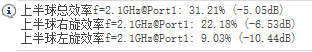 上半球总效率f=2.1GHz@Port1: 31.21% (-5.05dB)
上半球右旋效率f=2.1GHz@Port1: 22.18% (-6.53dB)
上半球左旋效率f=2.1GHz@Port1: 9.03% (-10.44dB)